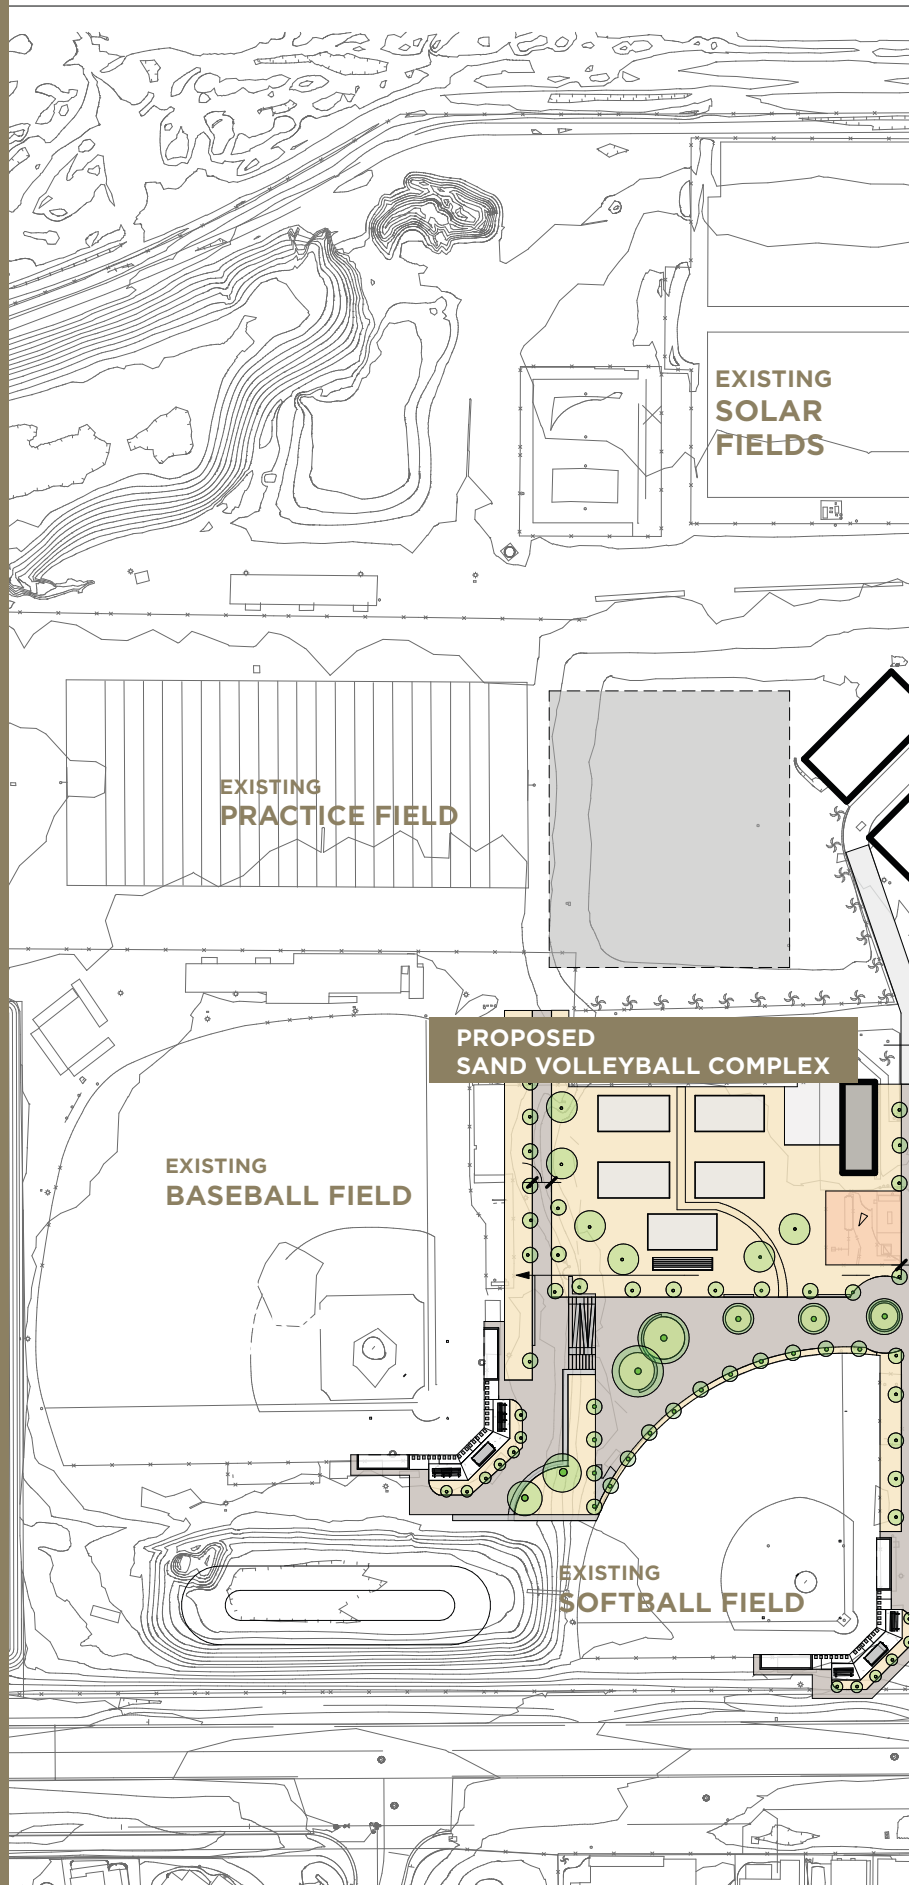 EXISTING
SOLAR
FIELDS
EXISTING
PRACTICE FIELD
PROPOSED
SAND VOLLEYBALL COMPLEX
EXISTING
BASEBALL FIELD
EXISTING
SOFTBALL FIELD